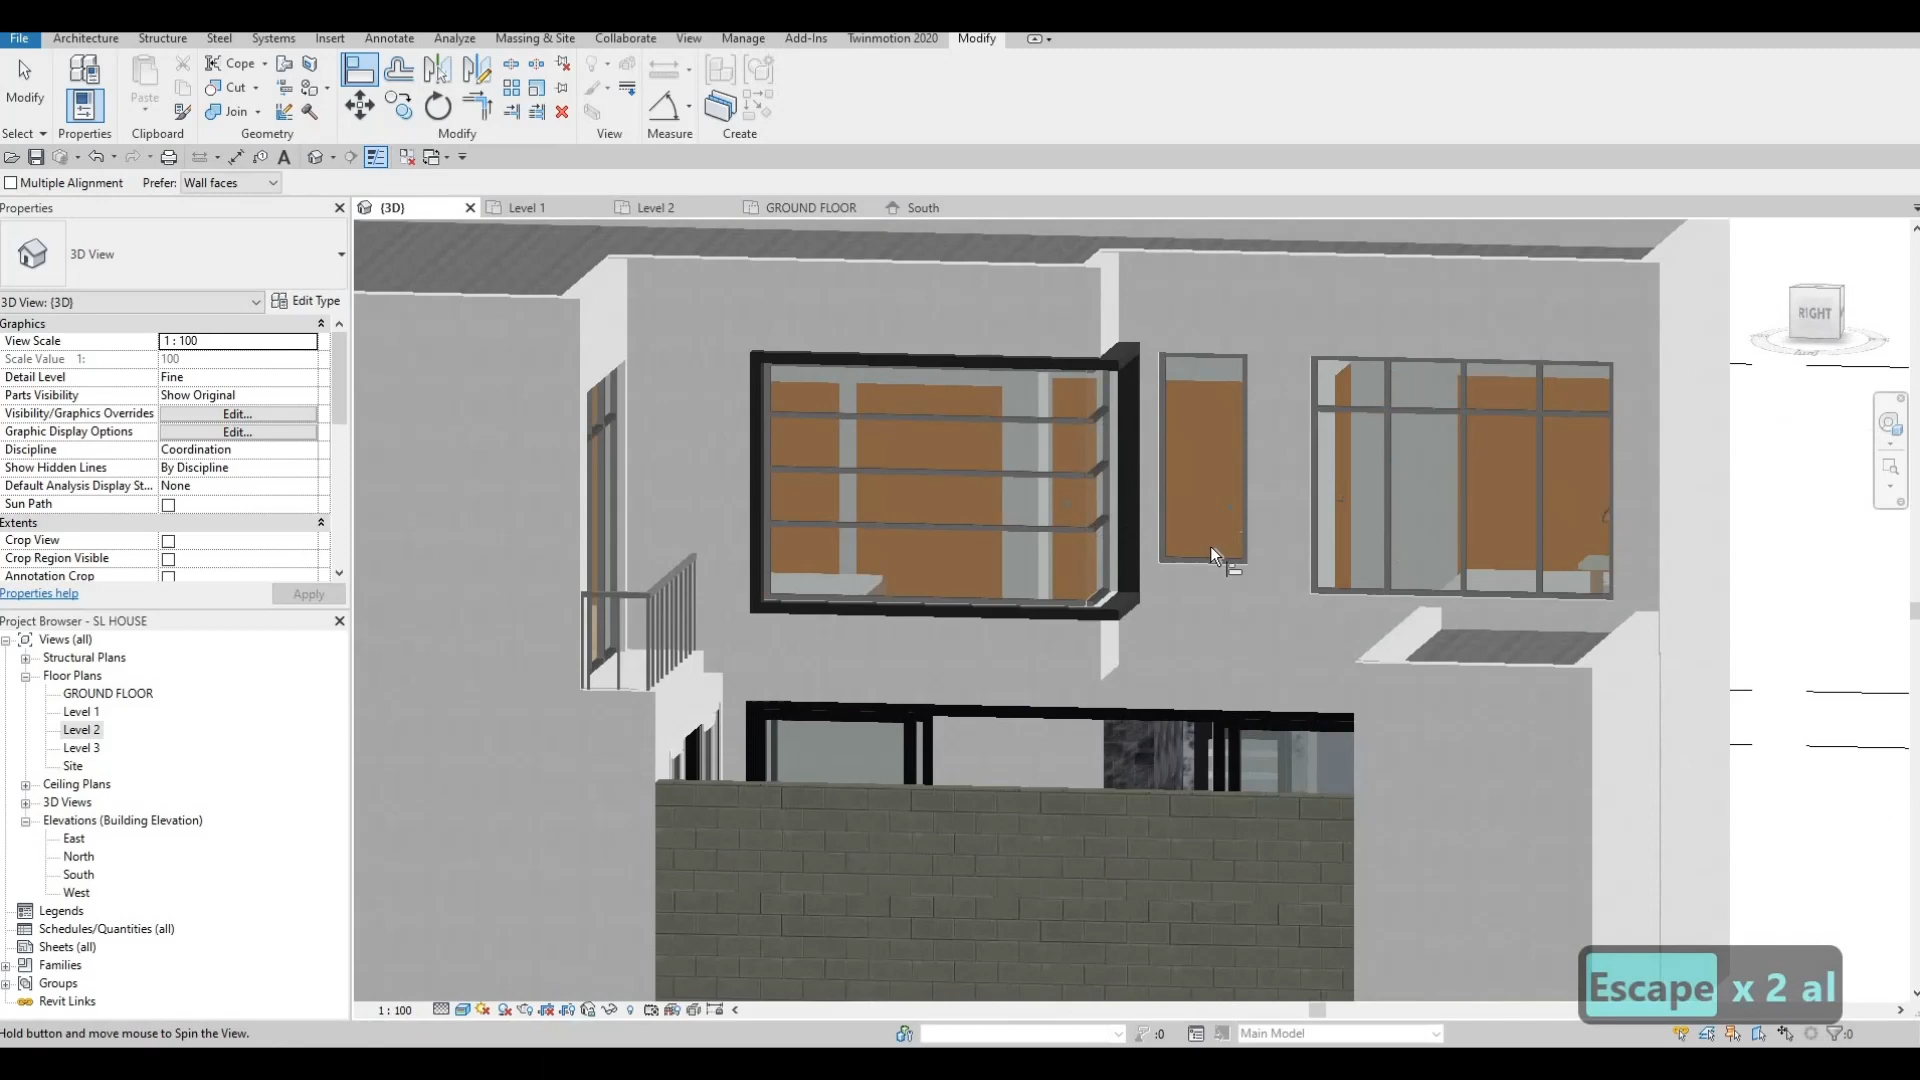 File Architecture Structure Steel Systems Insert Annotate Analyze Massing & Site Collaborate View Manage Add-Ins Twinmotion 2020 Modify
Modify
Paste
Cope
Cut
Join
Select Properties Clipboard Geometry Modify View Measure Create
Multiple Alignment Prefer: Wall faces
Properties
3D View
3D View: {3D} Edit Type
Graphics
View Scale 1 : 100
Scale Value 1: 100
Detail Level Fine
Parts Visibility Show Original
Visibility/Graphics Overrides Edit...
Graphic Display Options Edit...
Discipline Coordination
Show Hidden Lines By Discipline
Default Analysis Display St... None
Sun Path
Extents
Crop View
Crop Region Visible
Annotation Crop
Properties help Apply
Project Browser - SL HOUSE
Views (all)
Structural Plans
Floor Plans
GROUND FLOOR
Level 1
Level 2
Level 3
Site
Ceiling Plans
3D Views
Elevations (Building Elevation)
East
North
South
West
Legends
Schedules/Quantities (all)
Sheets (all)
Families
Groups
Revit Links
{3D} Level 1 Level 2 GROUND FLOOR South
RIGHT
Escape x 2 al
1 : 100
Hold button and move mouse to Spin the View.
:0 Main Model :0